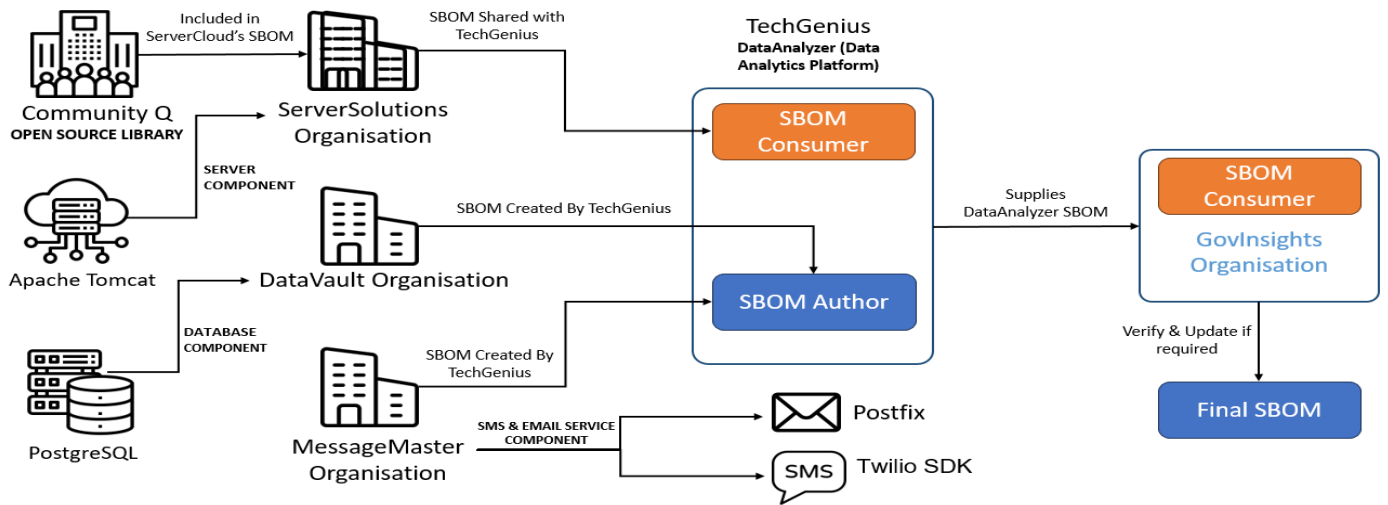 Included in
ServerCloud's SBOM
Community Q
OPEN SOURCE LIBRARY
ServerSolutions
Organisation
SBOM Shared with
TechGenius
SERVER
COMPONENT
Apache Tomcat
DataVault Organisation
SBOM Created By TechGenius
DATABASE
COMPONENT
PostgreSQL
MessageMaster
Organisation
SBOM Created By
TechGenius
SMS & EMAIL SERVICE
COMPONENT
Postfix
SMS
Twilio SDK
TechGenius
DataAnalyzer (Data
Analytics Platform)
SBOM
Consumer
SBOM Author
Supplies
DataAnalyzer SBOM
SBOM
Consumer
GovInsights
Organisation
Verify & Update if
required
Final SBOM